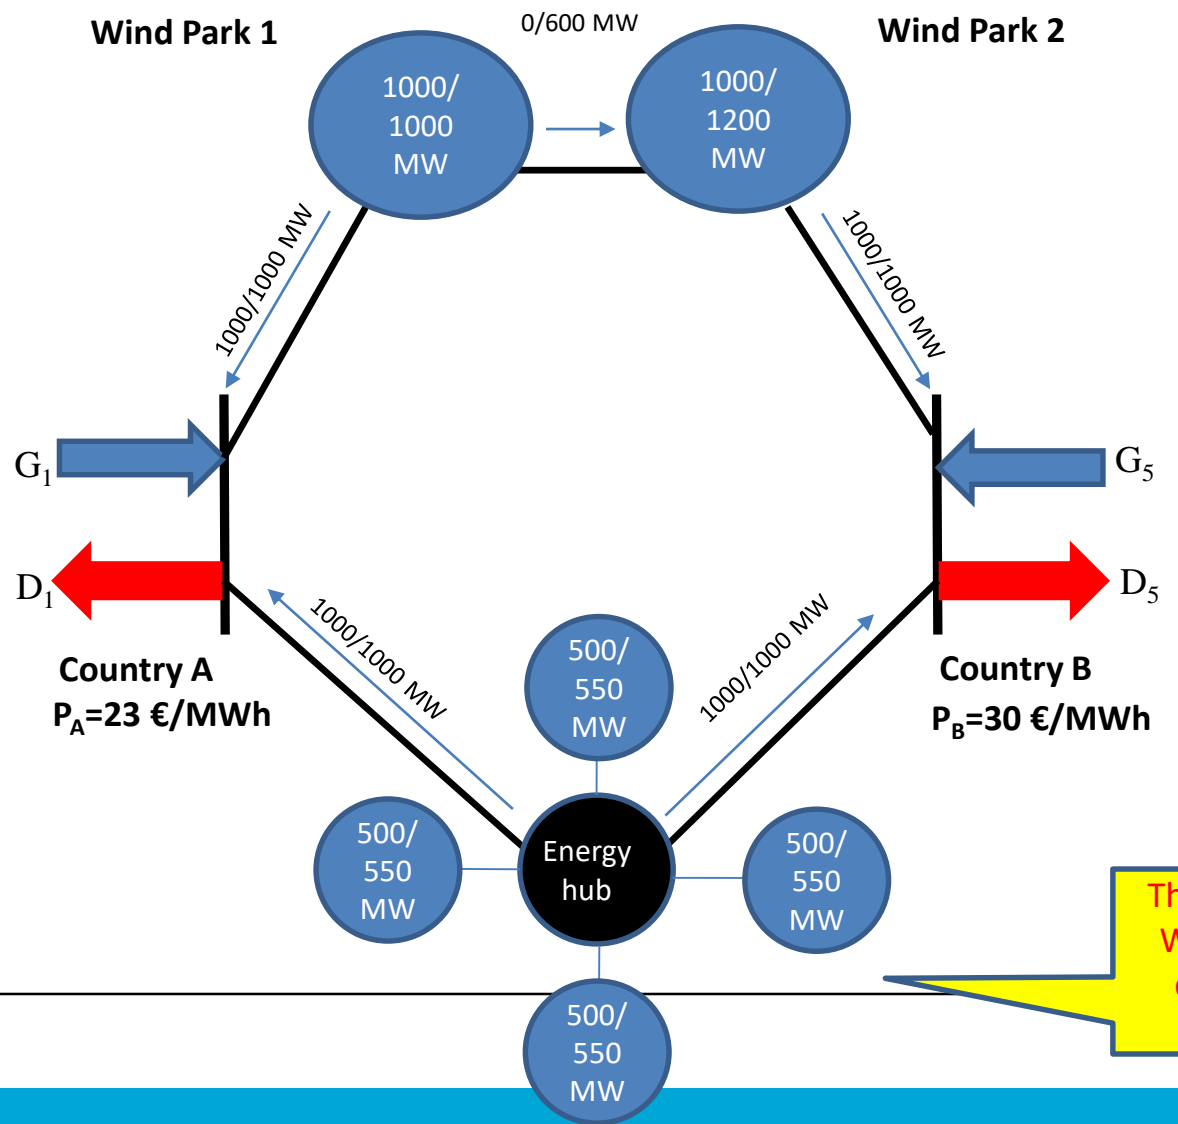 0/600 MW
Wind Park 1
Wind Park 2
1000/
1000
MW
1000/
1200
MW
1000/1000 MW
1000/1000 MW
G1
G5
D1
D5
1000/1000 MW
1000/1000 MW
Country A
PA=23 €/MWh
Country B
PB=30 €/MWh
500/
550
MW
500/
550
MW
Energy
hub
500/
550
MW
500/
550
MW